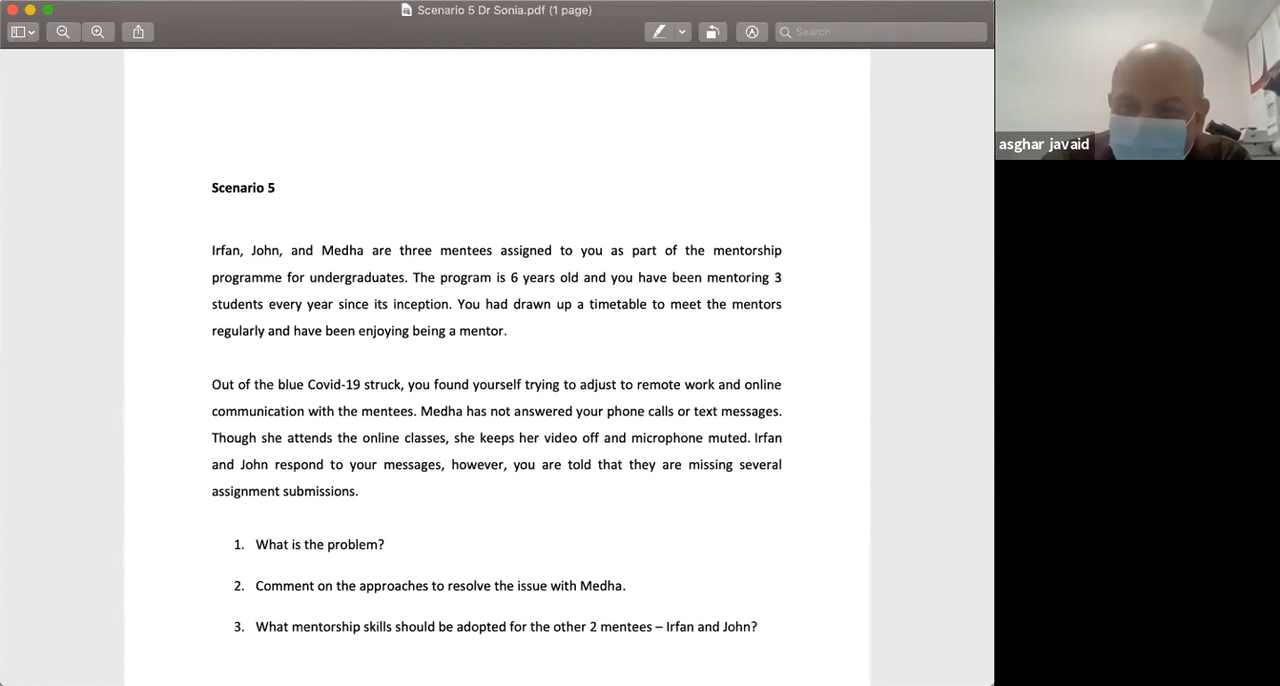 Scenario 5 Dr Sonia.pdf (1 page)
Search
asghar javaid
Scenario 5
Irfan, John, and Medha are three mentees assigned to you as part of the mentorship
programme for undergraduates. The program is 6 years old and you have been mentoring 3
students every year since its inception. You had drawn up a timetable to meet the mentors
regularly and have been enjoying being a mentor.
Out of the blue Covid-19 struck, you found yourself trying to adjust to remote work and online
communication with the mentees. Medha has not answered your phone calls or text messages.
Though she attends the online classes, she keeps her video off and microphone muted. Irfan
and John respond to your messages, however, you are told that they are missing several
assignment submissions.
1. What is the problem?
2. Comment on the approaches to resolve the issue with Medha.
3. What mentorship skills should be adopted for the other 2 mentees – Irfan and John?